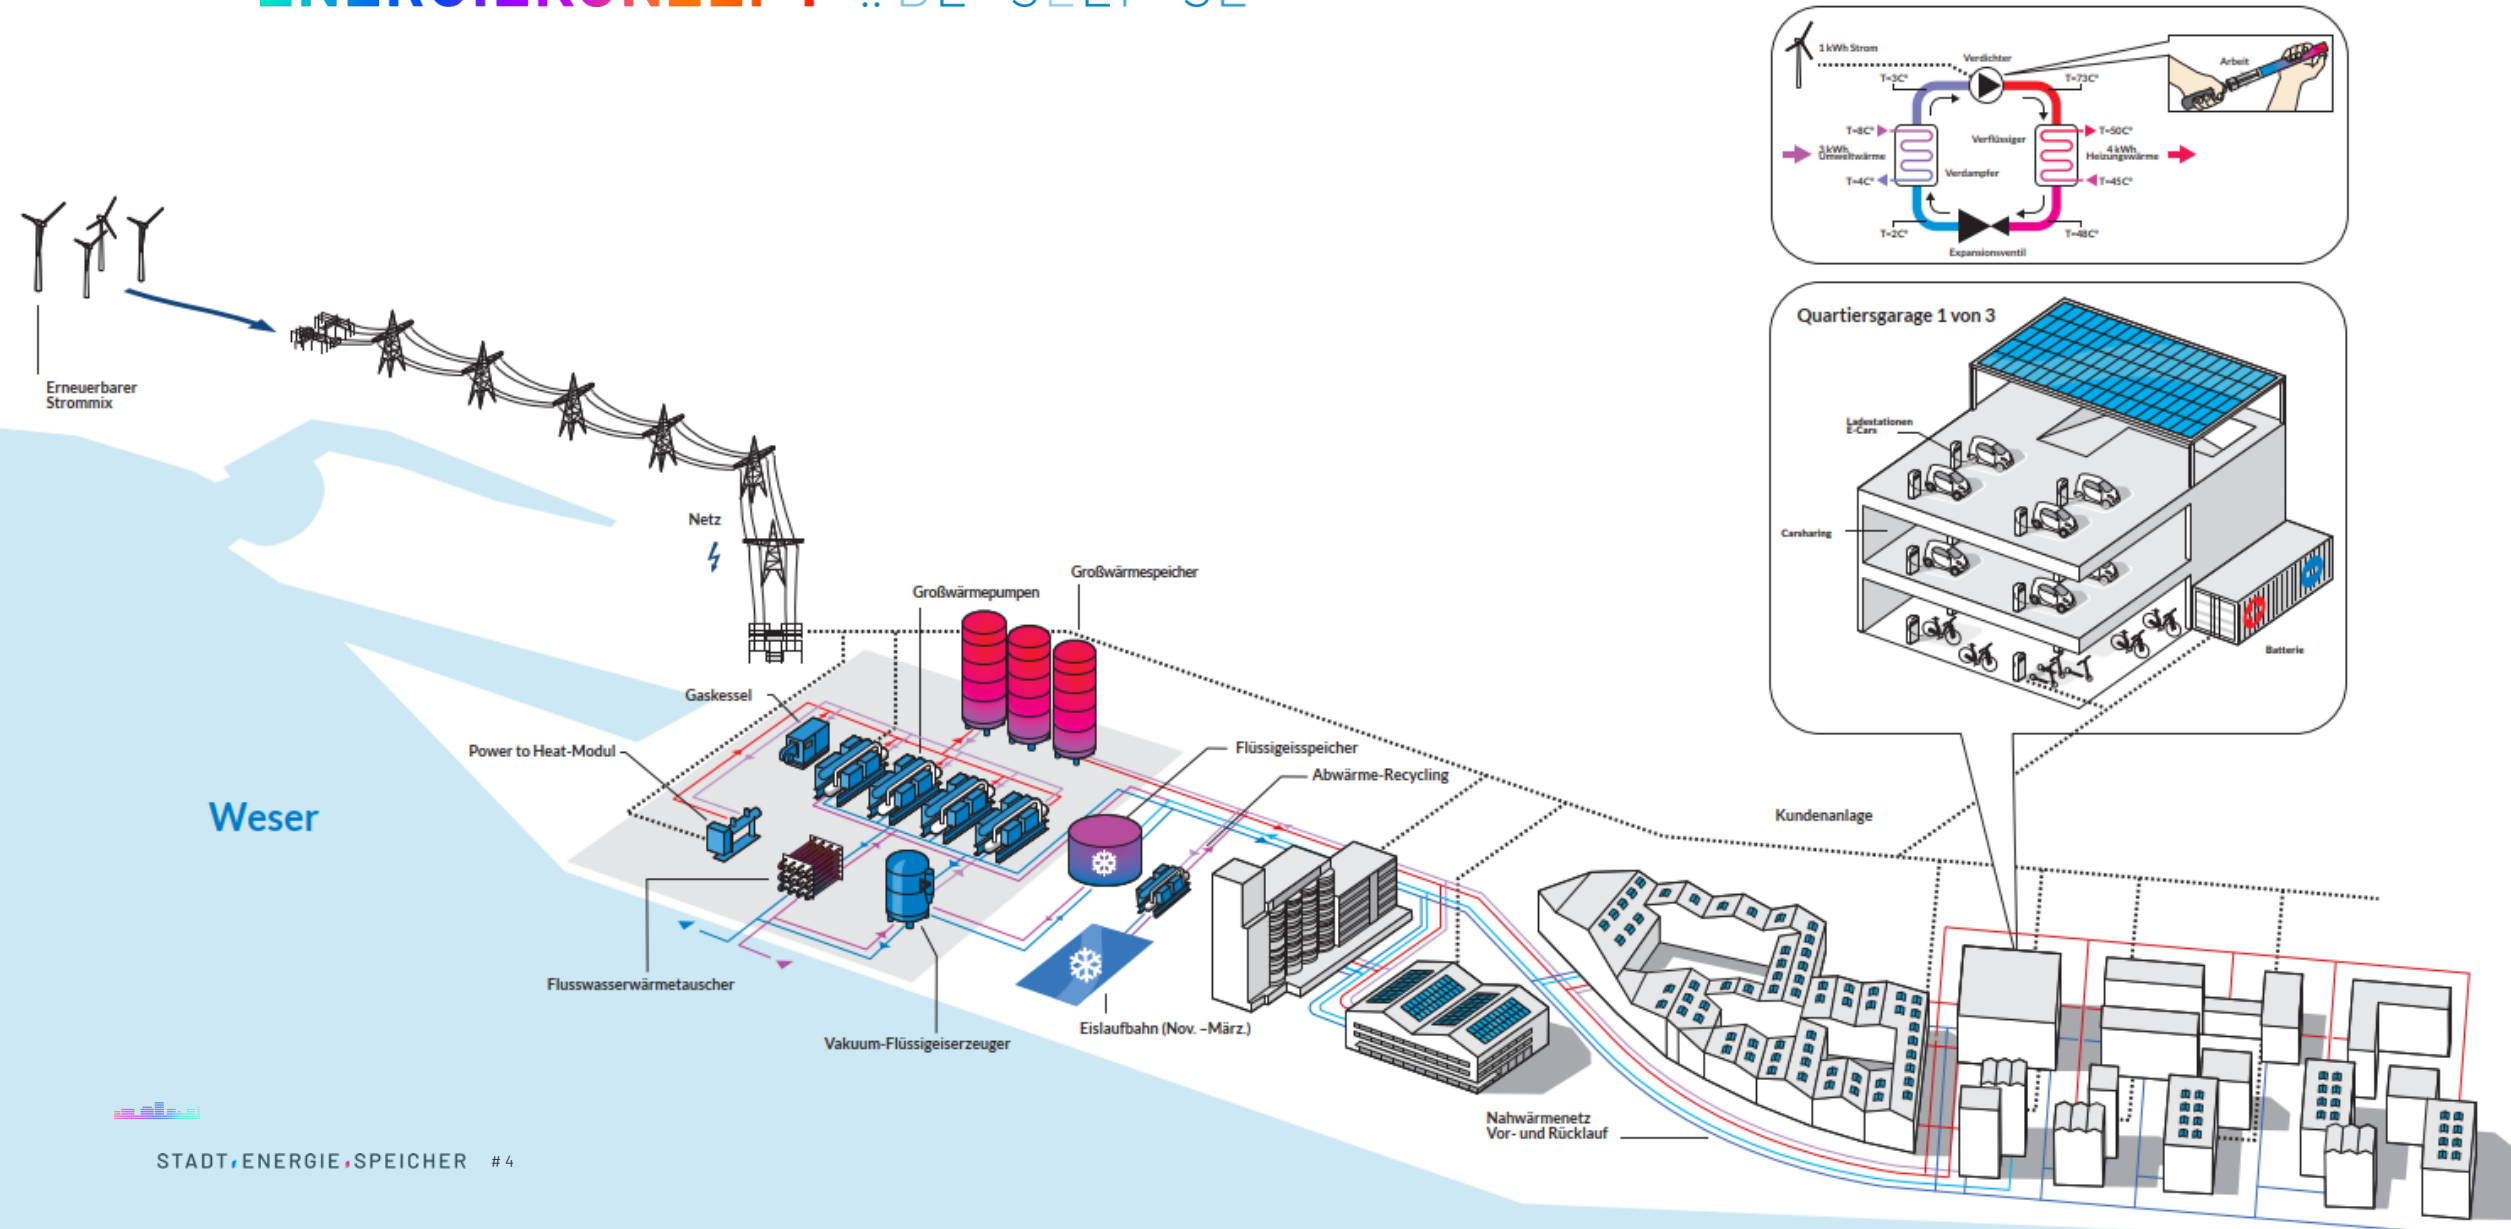 1 kWh Strom
Verdichter
Arbeit
T=3C°
T=73C°
T=8C°
Verflüssiger
T=50C°
3 kWh
Umweltwärme
4 kWh
Heizungswärme
Verdampfer
T=4C°
T=45C°
T=2C°
T=48C°
Expansionsventil
Quartiersgarage 1 von 3
Ladestationen
E-Cars
Carsharing
Batterie
Erneuerbarer
Strommix
Netz
Großwärmespeicher
Großwärmepumpen
Gaskessel
Power to Heat-Modul
Flüssigeisspeicher
Abwärme-Recycling
Weser
Kundenanlage
Flusswasserwärmetauscher
Eislaufbahn (Nov. –März.)
Vakuum-Flüssigeiserzeuger
Nahwärmenetz
Vor- und Rücklauf
STADT,ENERGIE,SPEICHER #4